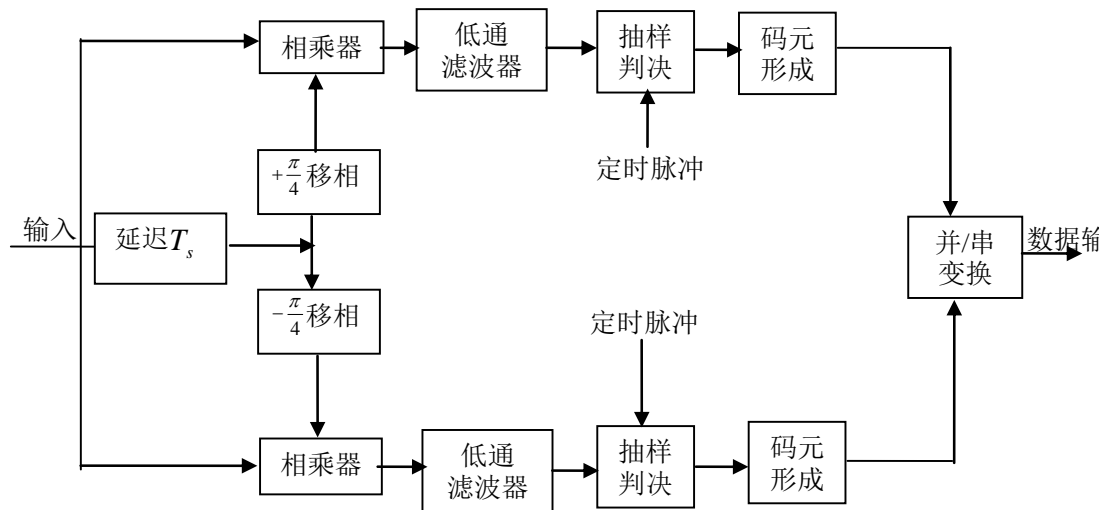 相乘器
低通
滤波器
抽样
判决
码元
形成
+π/4 移相
定时脉冲
输入
延迟Ts
并/串
变换
数据输
-π/4 移相
定时脉冲
相乘器
低通
滤波器
抽样
判决
码元
形成